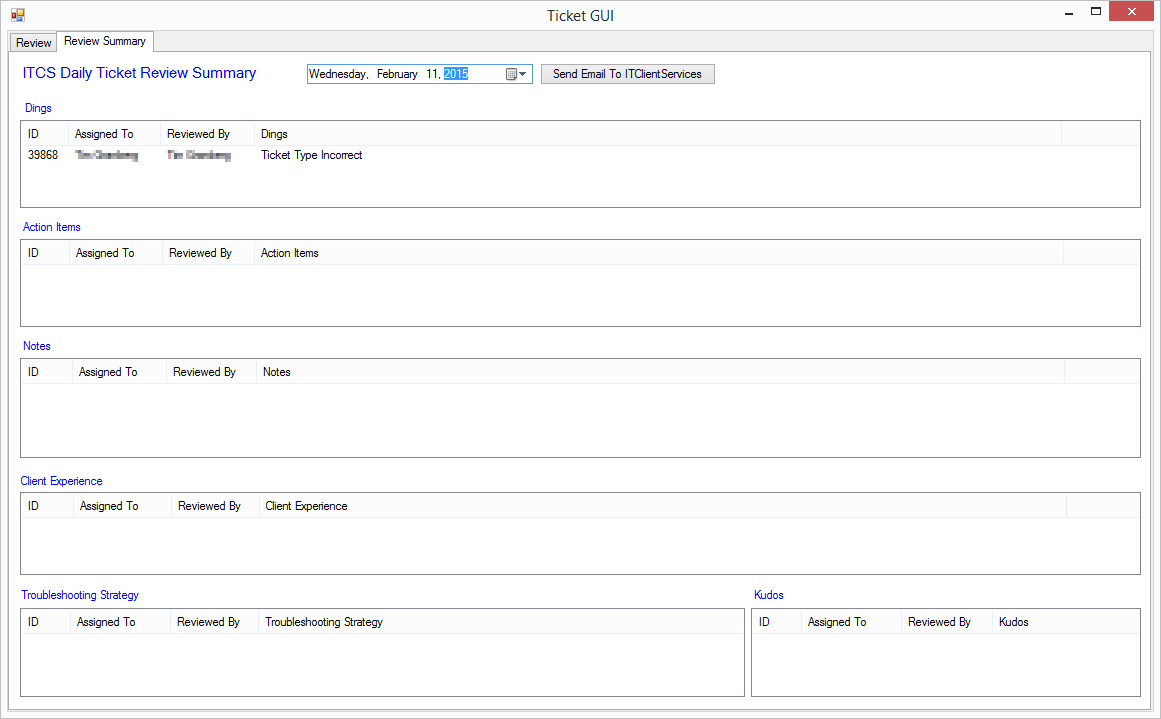 Ticket GUI
Review Review Summary
ITCS Daily Ticket Review Summary Wednesday, February 11, 2015 Send Email To ITClientServices
Dings
ID Assigned To Reviewed By Dings
39868 Ticket Type Incorrect
Action Items
ID Assigned To Reviewed By Action Items
Notes
ID Assigned To Reviewed By Notes
Client Experience
ID Assigned To Reviewed By Client Experience
Troubleshooting Strategy Kudos
ID Assigned To Reviewed By Troubleshooting Strategy ID Assigned To Reviewed By Kudos